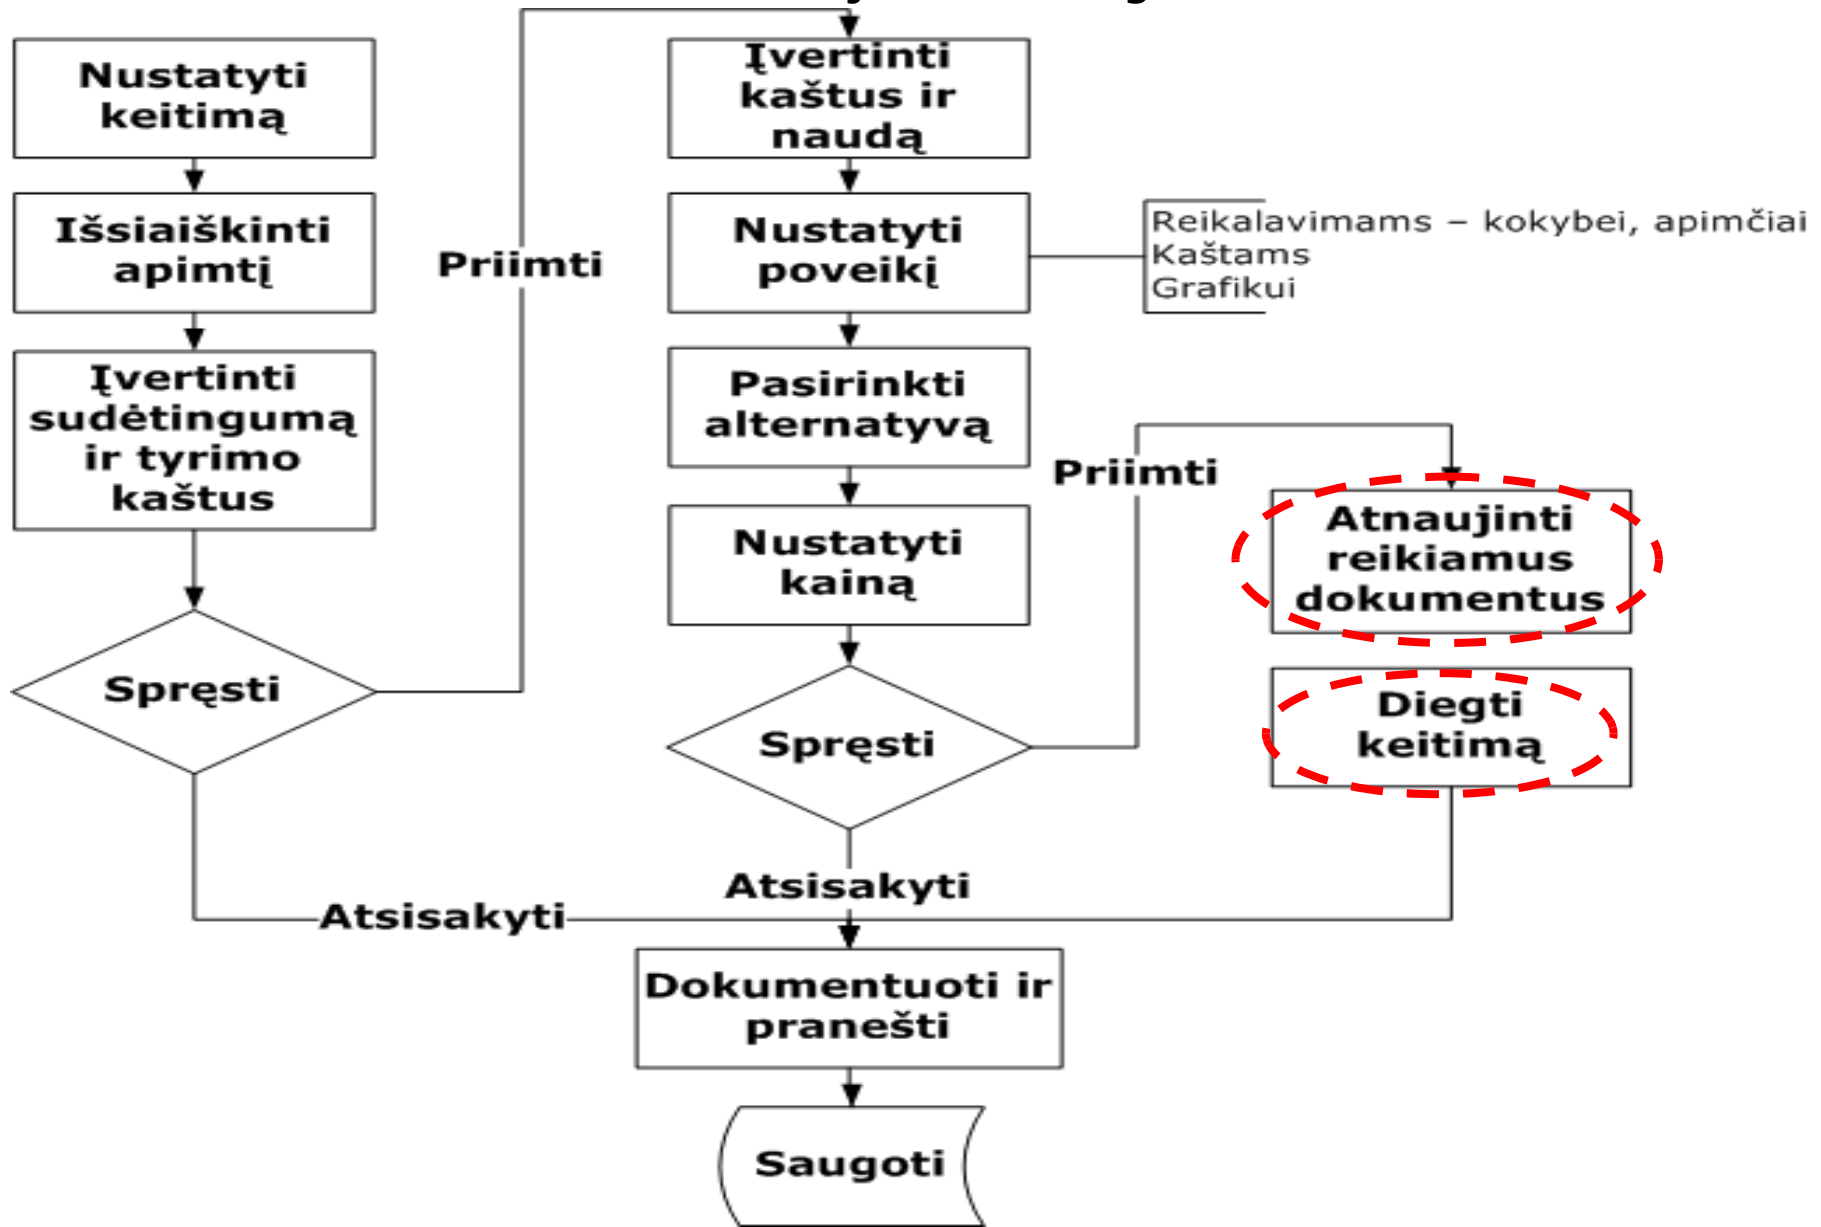 Nustatyti
keitimą
Išsiaiškinti
apimtį
Įvertinti
sudėtingumą
ir tyrimo
kaštus
Spręsti
Priimti
Atsisakyti
Įvertinti
kaštus ir
naudą
Nustatyti
poveikį
Reikalavimams – kokybei, apimčiai
Kaštams
Grafikui
Pasirinkti
alternatyvą
Nustatyti
kainą
Spręsti
Priimti
Atsisakyti
Atnaujinti
reikiamus
dokumentus
Diegti
keitimą
Dokumentuoti ir
pranešti
Saugoti